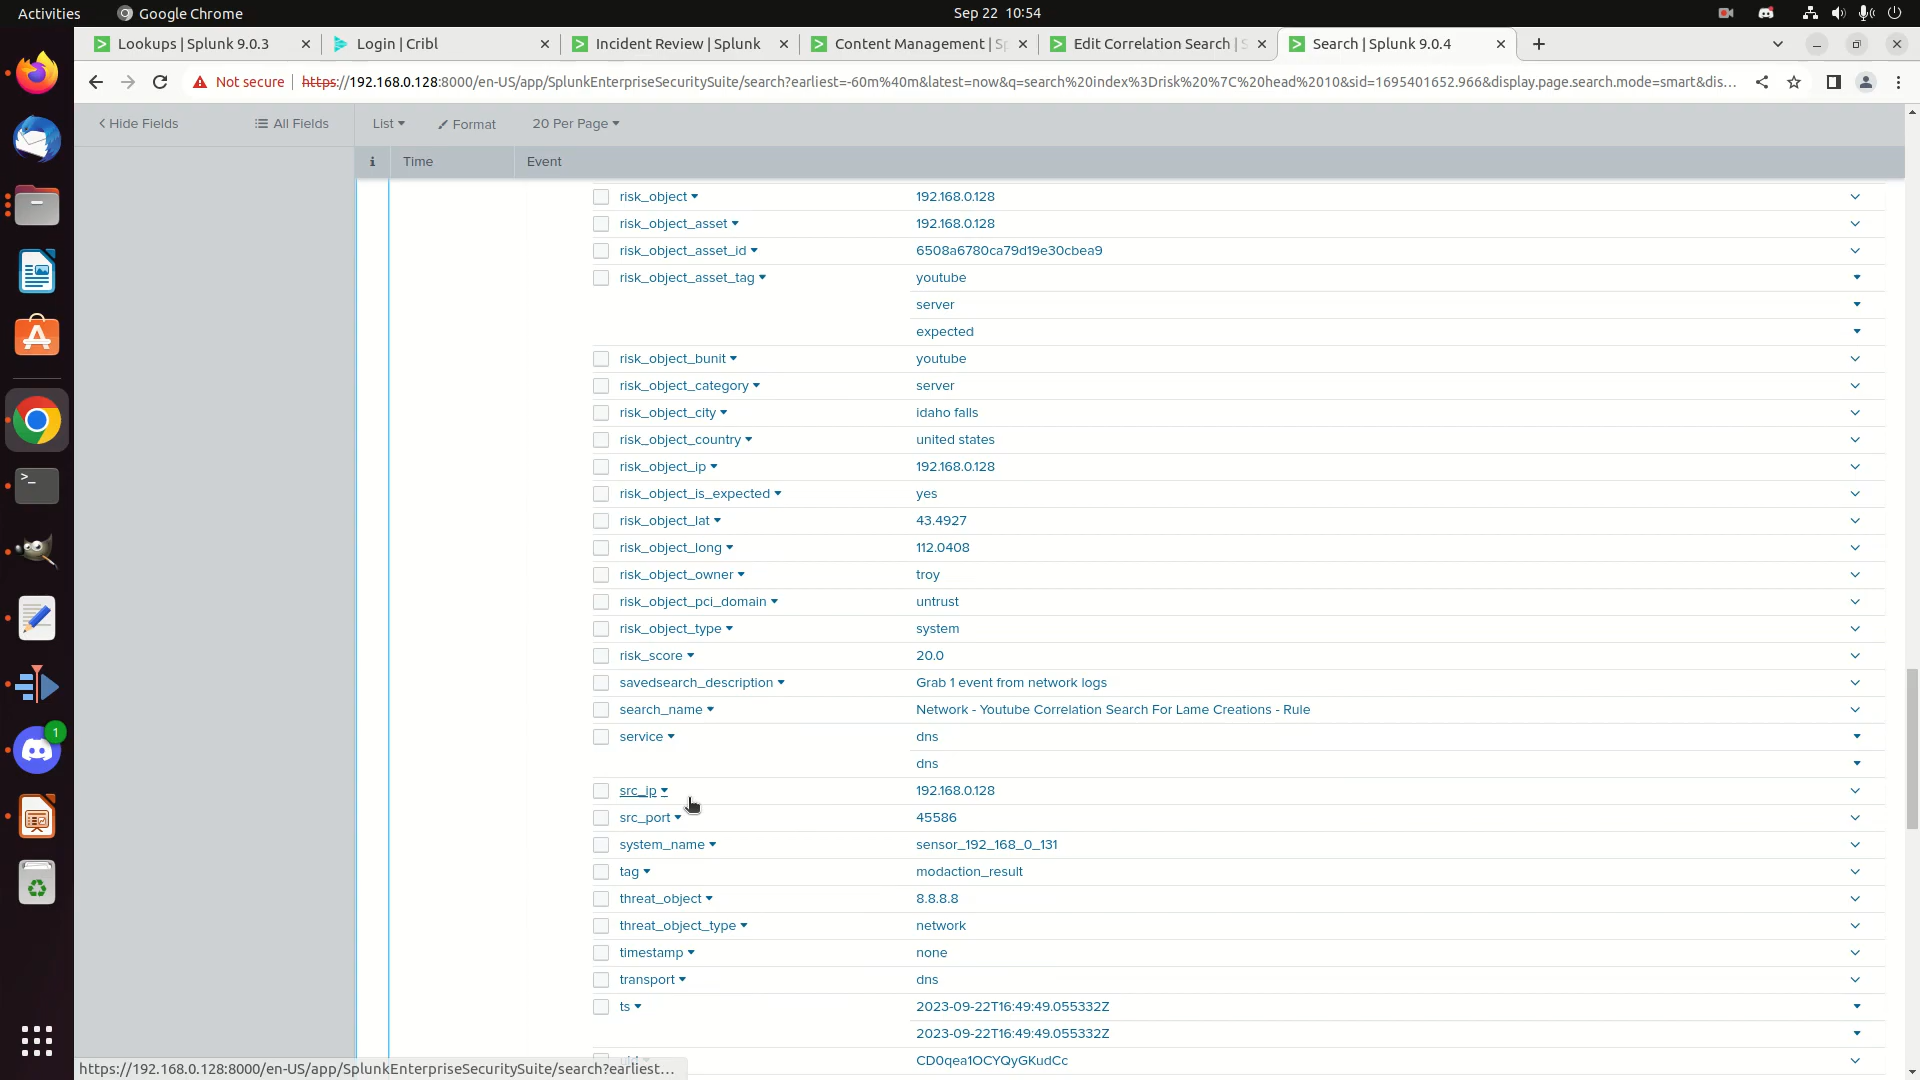 Activities
Google Chrome
Sep 22 10:54
Lookups | Splunk 9.0.3
Login | Cribl
Incident Review | Splunk
Content Management | Sp
Edit Correlation Search | S
Search | Splunk 9.0.4
Not secure
https://192.168.0.128:8000/en-US/app/SplunkEnterpriseSecuritySuite/search?earliest=-60m%40m&latest=now&q=search%20index%3Drisk%20%7C%20head%2010&sid=1695401652.966&display.page.search.mode=smart&dis...
Hide Fields
All Fields
List
Format
20 Per Page
i
Time
Event
risk_object 192.168.0.128
risk_object_asset 192.168.0.128
risk_object_asset_id 6508a6780ca79d19e30cbea9
risk_object_asset_tag youtube
server
expected
risk_object_bunit youtube
risk_object_category server
risk_object_city idaho falls
risk_object_country united states
risk_object_ip 192.168.0.128
risk_object_is_expected yes
risk_object_lat 43.4927
risk_object_long 112.0408
risk_object_owner troy
risk_object_pci_domain untrust
risk_object_type system
risk_score 20.0
savedsearch_description Grab 1 event from network logs
search_name Network - Youtube Correlation Search For Lame Creations - Rule
service dns
dns
src_ip 192.168.0.128
src_port 45586
system_name sensor_192_168_0_131
tag modaction_result
threat_object 8.8.8.8
threat_object_type network
timestamp none
transport dns
ts 2023-09-22T16:49:49.055332Z
2023-09-22T16:49:49.055332Z
CD0qea1OCYQyGKudCc
https://192.168.0.128:8000/en-US/app/SplunkEnterpriseSecuritySuite/search?earliest...
1